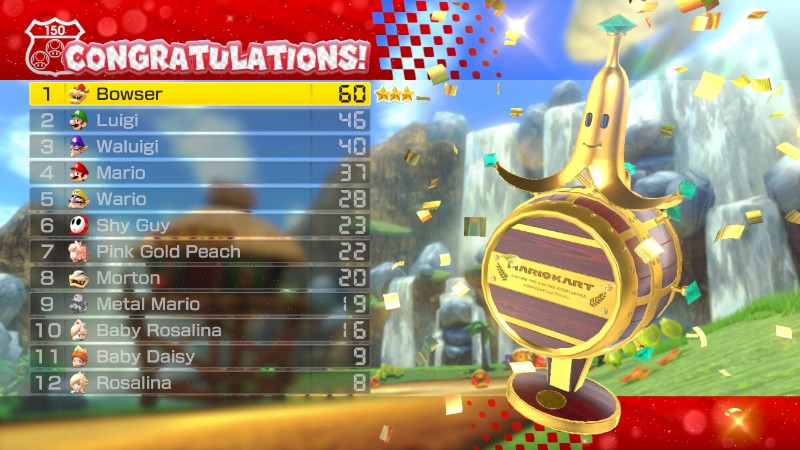 150
CONGRATULATIONS!
1 Bowser 60
2 Luigi 46
3 Waluigi 40
4 Mario 37
5 Wario 28
6 Shy Guy 23
7 Pink Gold Peach 22
8 Morton 20
9 Metal Mario 19
10 Baby Rosalina 16
11 Baby Daisy 9
12 Rosalina 8
MARIOKART